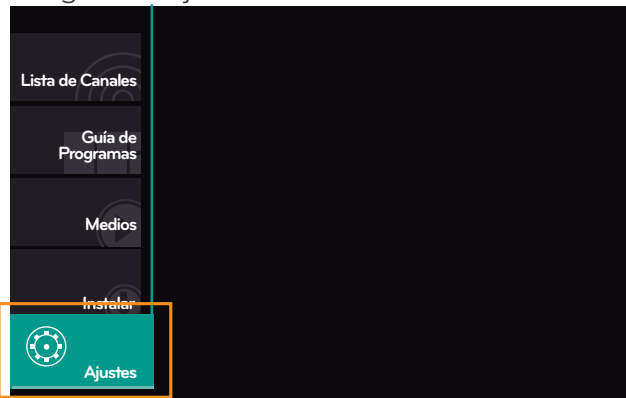 Lista de Canales
Guía de
Programas
Medios
Instalar
Ajustes